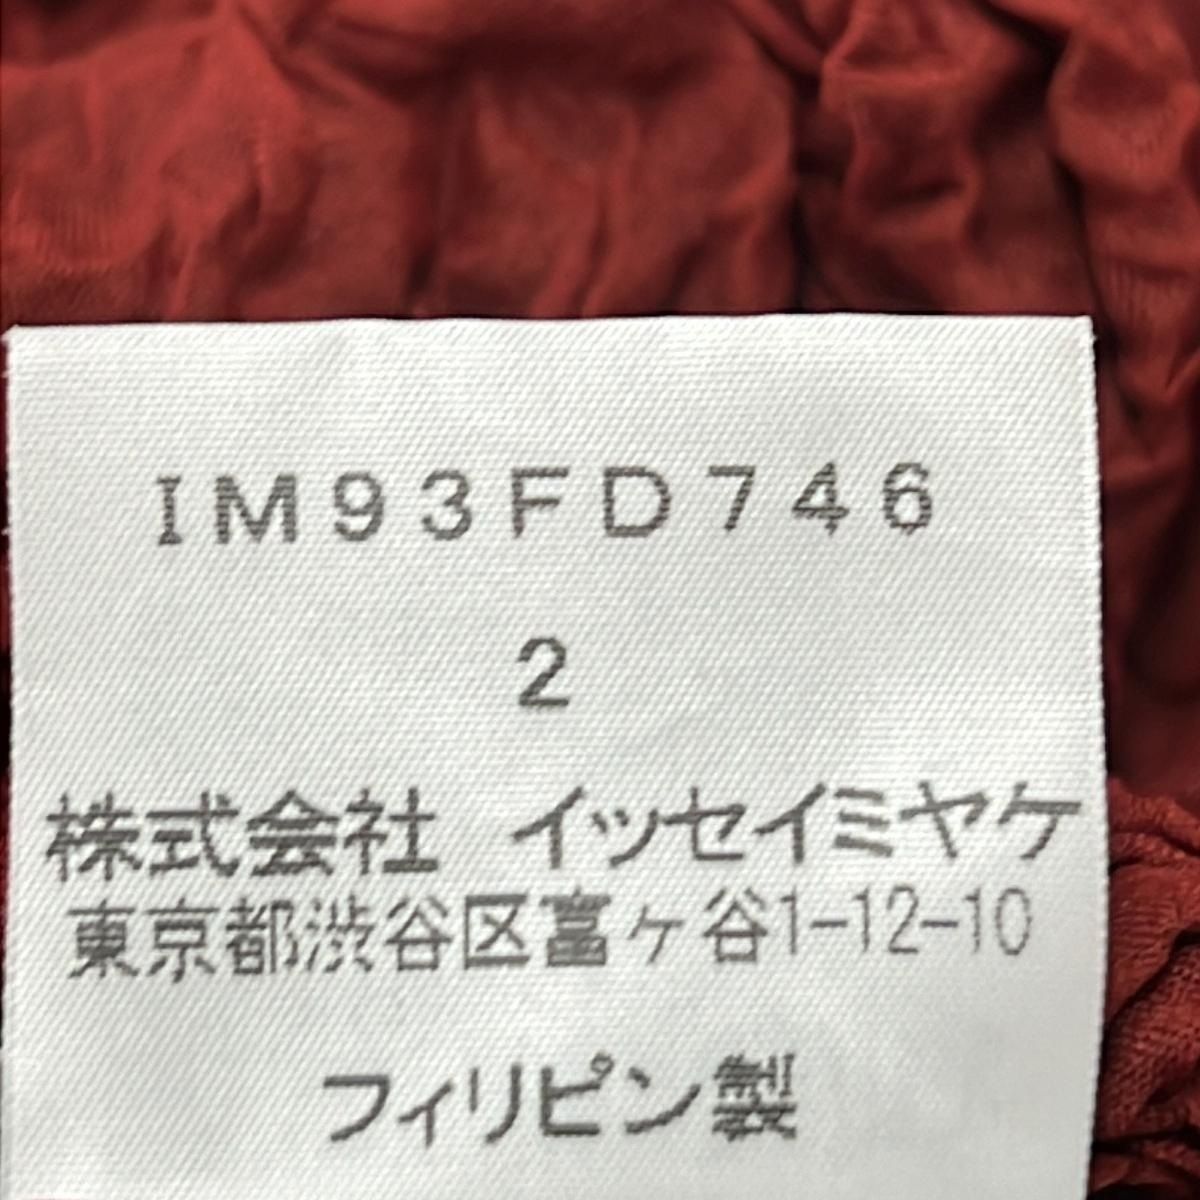 IM93FD746
2
株式会社 イッセイミヤケ
東京都渋谷区富ヶ谷1-12-10
フィリピン製